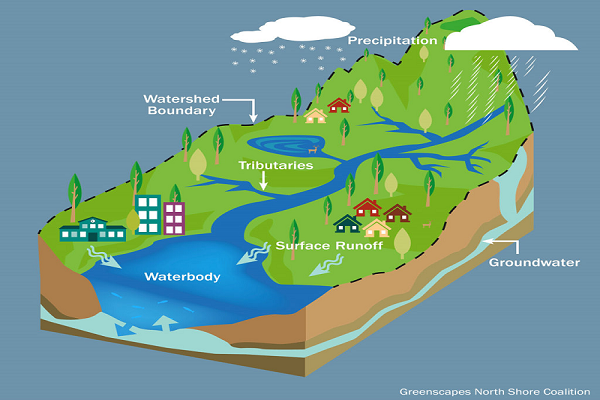 Precipitation
Watershed
Boundary
Tributaries
Surface Runoff
Groundwater
Waterbody
Greenscapes North Shore Coalition